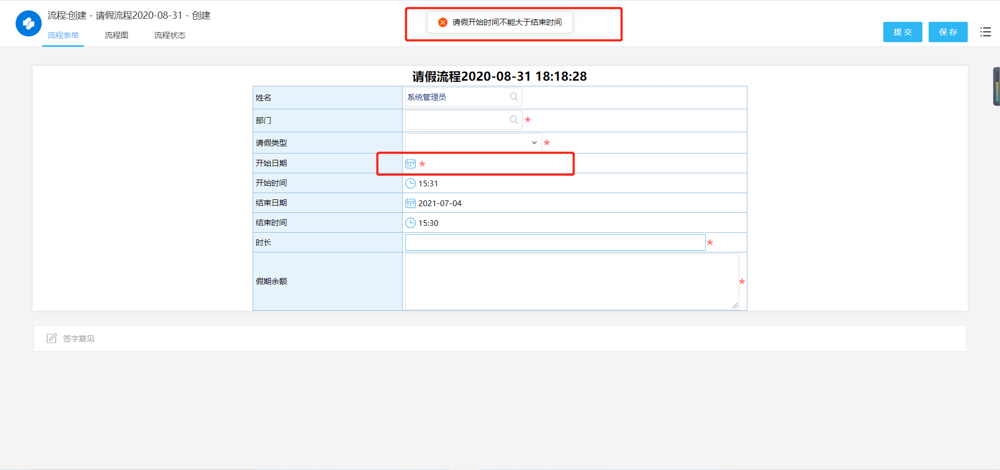 流程:创建 - 请假流程2020-08-31 - 创建
流程表单 流程图 流程状态
请假开始时间不能大于结束时间
提 交 保 存
请假流程2020-08-31 18:18:28
姓名 系统管理员
部门 *
请假类型 *
开始日期 *
开始时间 15:31
结束日期 2021-07-04
结束时间 15:30
时长 *
假期余额 *
签字意见